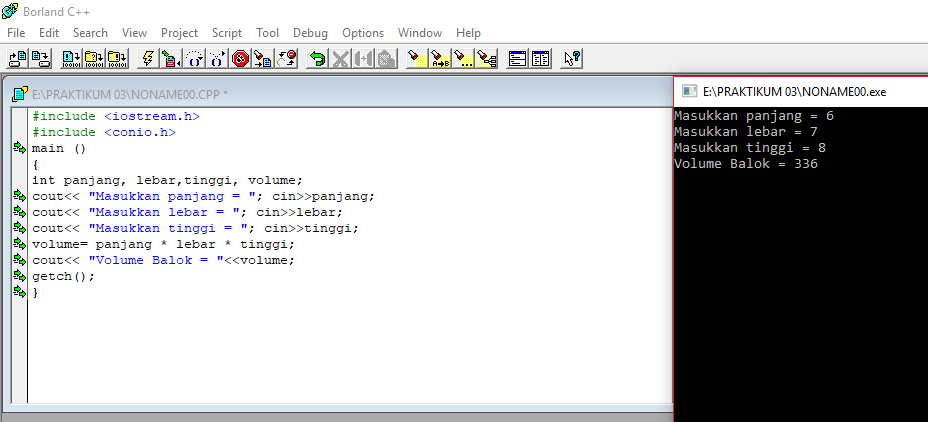 Borland C++
File Edit Search View Project Script Tool Debug Options Window Help
E:\PRAKTIKUM 03\NONAME00.CPP *
#include <iostream.h>
#include <conio.h>
main ()
{
int panjang, lebar,tinggi, volume;
cout<< "Masukkan panjang = "; cin>>panjang;
cout<< "Masukkan lebar = "; cin>>lebar;
cout<< "Masukkan tinggi = "; cin>>tinggi;
volume= panjang * lebar * tinggi;
cout<< "Volume Balok = "<<volume;
getch();
}
E:\PRAKTIKUM 03\NONAME00.exe
Masukkan panjang = 6
Masukkan lebar = 7
Masukkan tinggi = 8
Volume Balok = 336